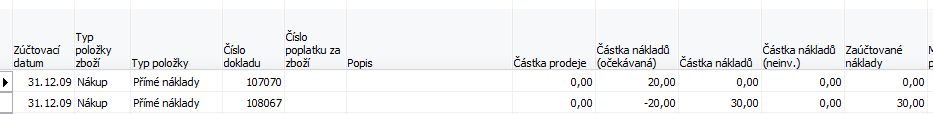 Zúčtovací datum	Typ položky zboží	Typ položky	Číslo dokladu	Číslo poplatku za zboží	Popis	Částka prodeje	Částka nákladů (očekávaná)	Částka nákladů	Částka nákladů (neinv.)	Zaúčtované náklady
31.12.09	Nákup	Přímé náklady	107070	0,00	20,00	0,00	0,00	0,00
31.12.09	Nákup	Přímé náklady	108067	0,00	-20,00	30,00	0,00	30,00